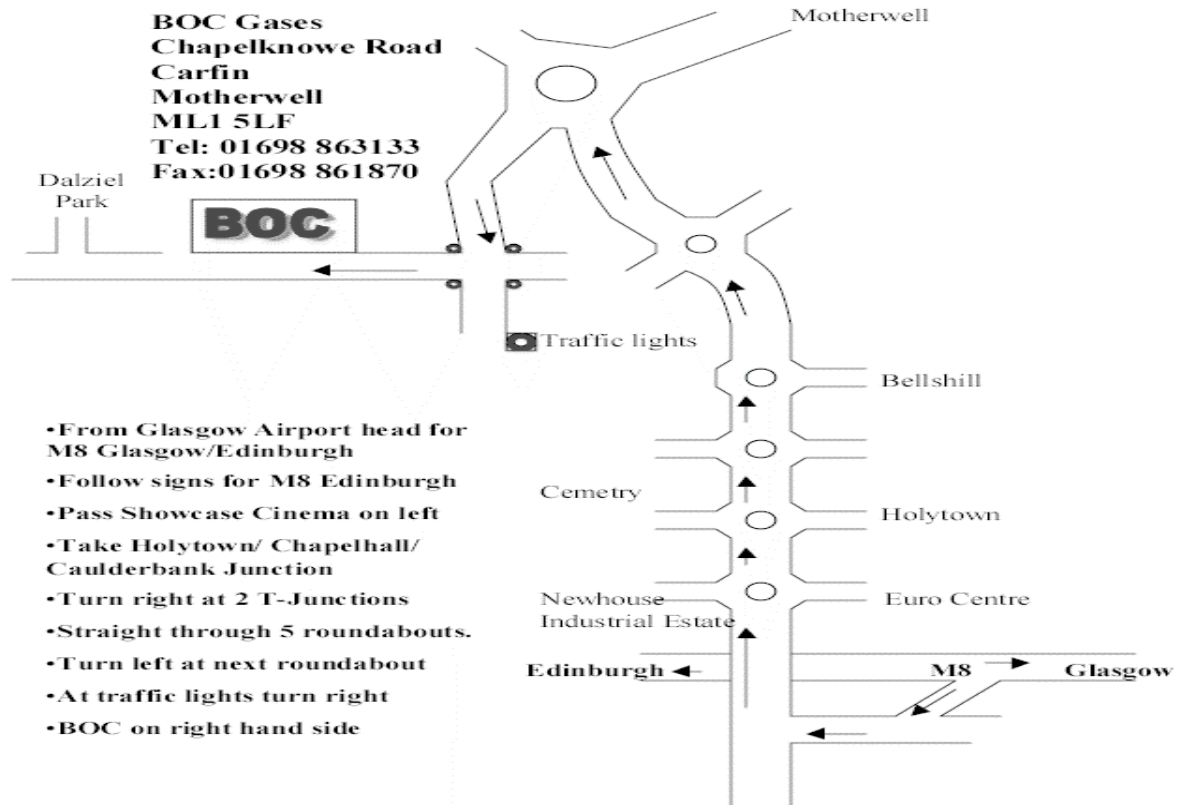 BOC Gases
Chapelknowe Road
Carfin
Motherwell
ML1 5LF
Tel: 01698 863133
Fax:01698 861870
Motherwell
Dalziel
Park
BOC
Traffic lights
Bellshill
•From Glasgow Airport head for
M8 Glasgow/Edinburgh
•Follow signs for M8 Edinburgh
•Pass Showcase Cinema on left
•Take Holytown/ Chapelhall/
Caulderbank Junction
•Turn right at 2 T-Junctions
•Straight through 5 roundabouts.
•Turn left at next roundabout
•At traffic lights turn right
•BOC on right hand side
Cemetry
Holytown
Newhouse
Industrial Estate
Euro Centre
Edinburgh
M8
Glasgow